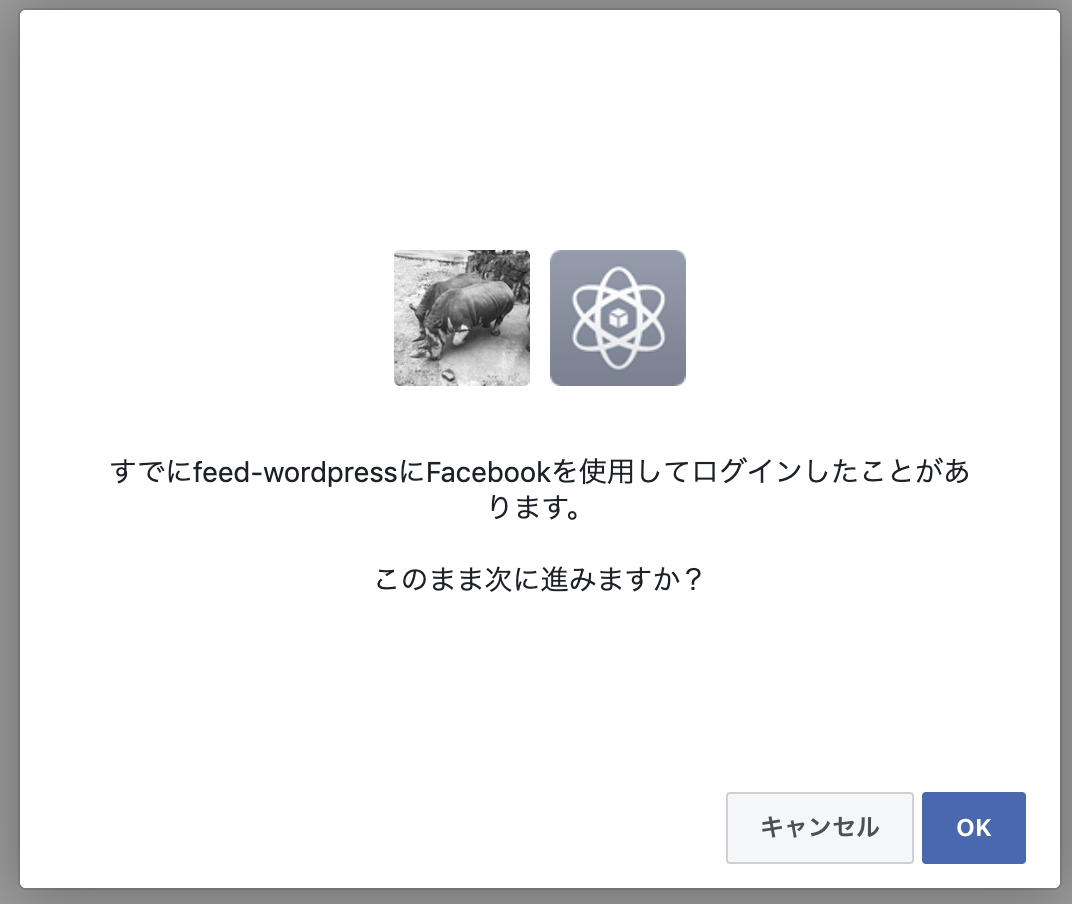 すでにfeed-wordpressにFacebookを使用してログインしたことがあ
ります。
このまま次に進みますか？
キャンセル
OK